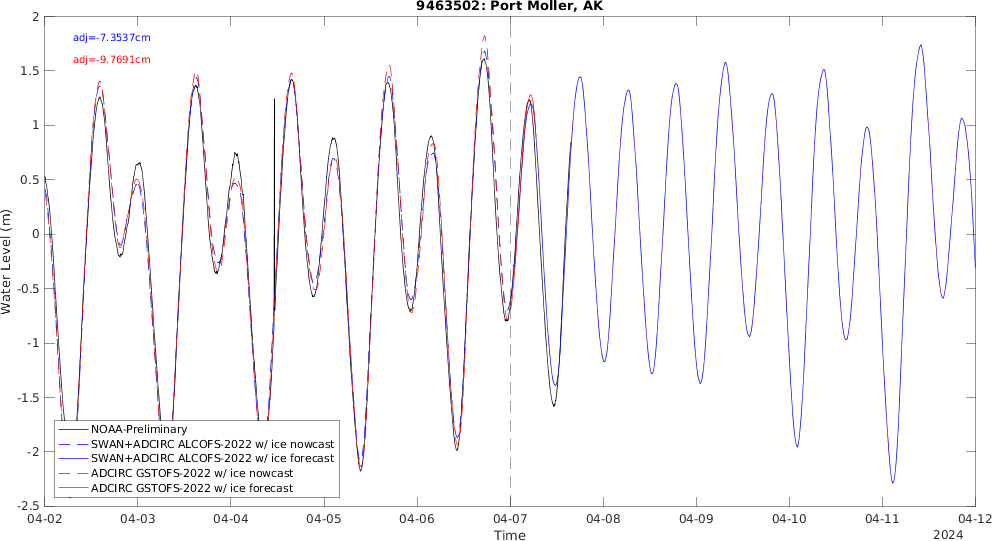 9463502: Port Moller, AK
adj=-7.3537cm
adj=-9.7691cm
2
1.5
1
0.5
0
-0.5
-1
-1.5
-2
-2.5
Water Level (m)
NOAA-Preliminary
SWAN+ADCIRC ALCOFS-2022 w/ ice nowcast
SWAN+ADCIRC ALCOFS-2022 w/ ice forecast
ADCIRC GSTOFS-2022 w/ ice nowcast
ADCIRC GSTOFS-2022 w/ ice forecast
04-02 04-03 04-04 04-05 04-06 04-07 04-08 04-09 04-10 04-11 04-12
Time
2024